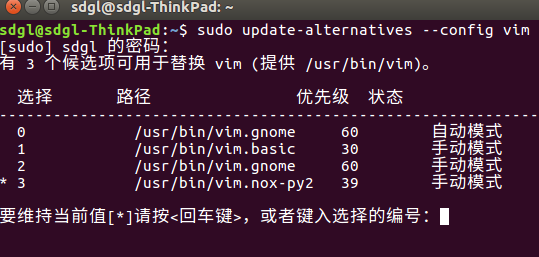 sdgl@sdgl-ThinkPad: ~
sdgl@sdgl-ThinkPad:~$ sudo update-alternatives --config vim
[sudo] sdgl 的密码：
有 3 个候选项可用于替换 vim (提供 /usr/bin/vim)。
选择 路径 优先级 状态
------------------------------------------------------------
0 /usr/bin/vim.gnome 60 自动模式
1 /usr/bin/vim.basic 30 手动模式
2 /usr/bin/vim.gnome 60 手动模式
* 3 /usr/bin/vim.nox-py2 39 手动模式
要维持当前值[*]请按<回车键>，或者键入选择的编号：